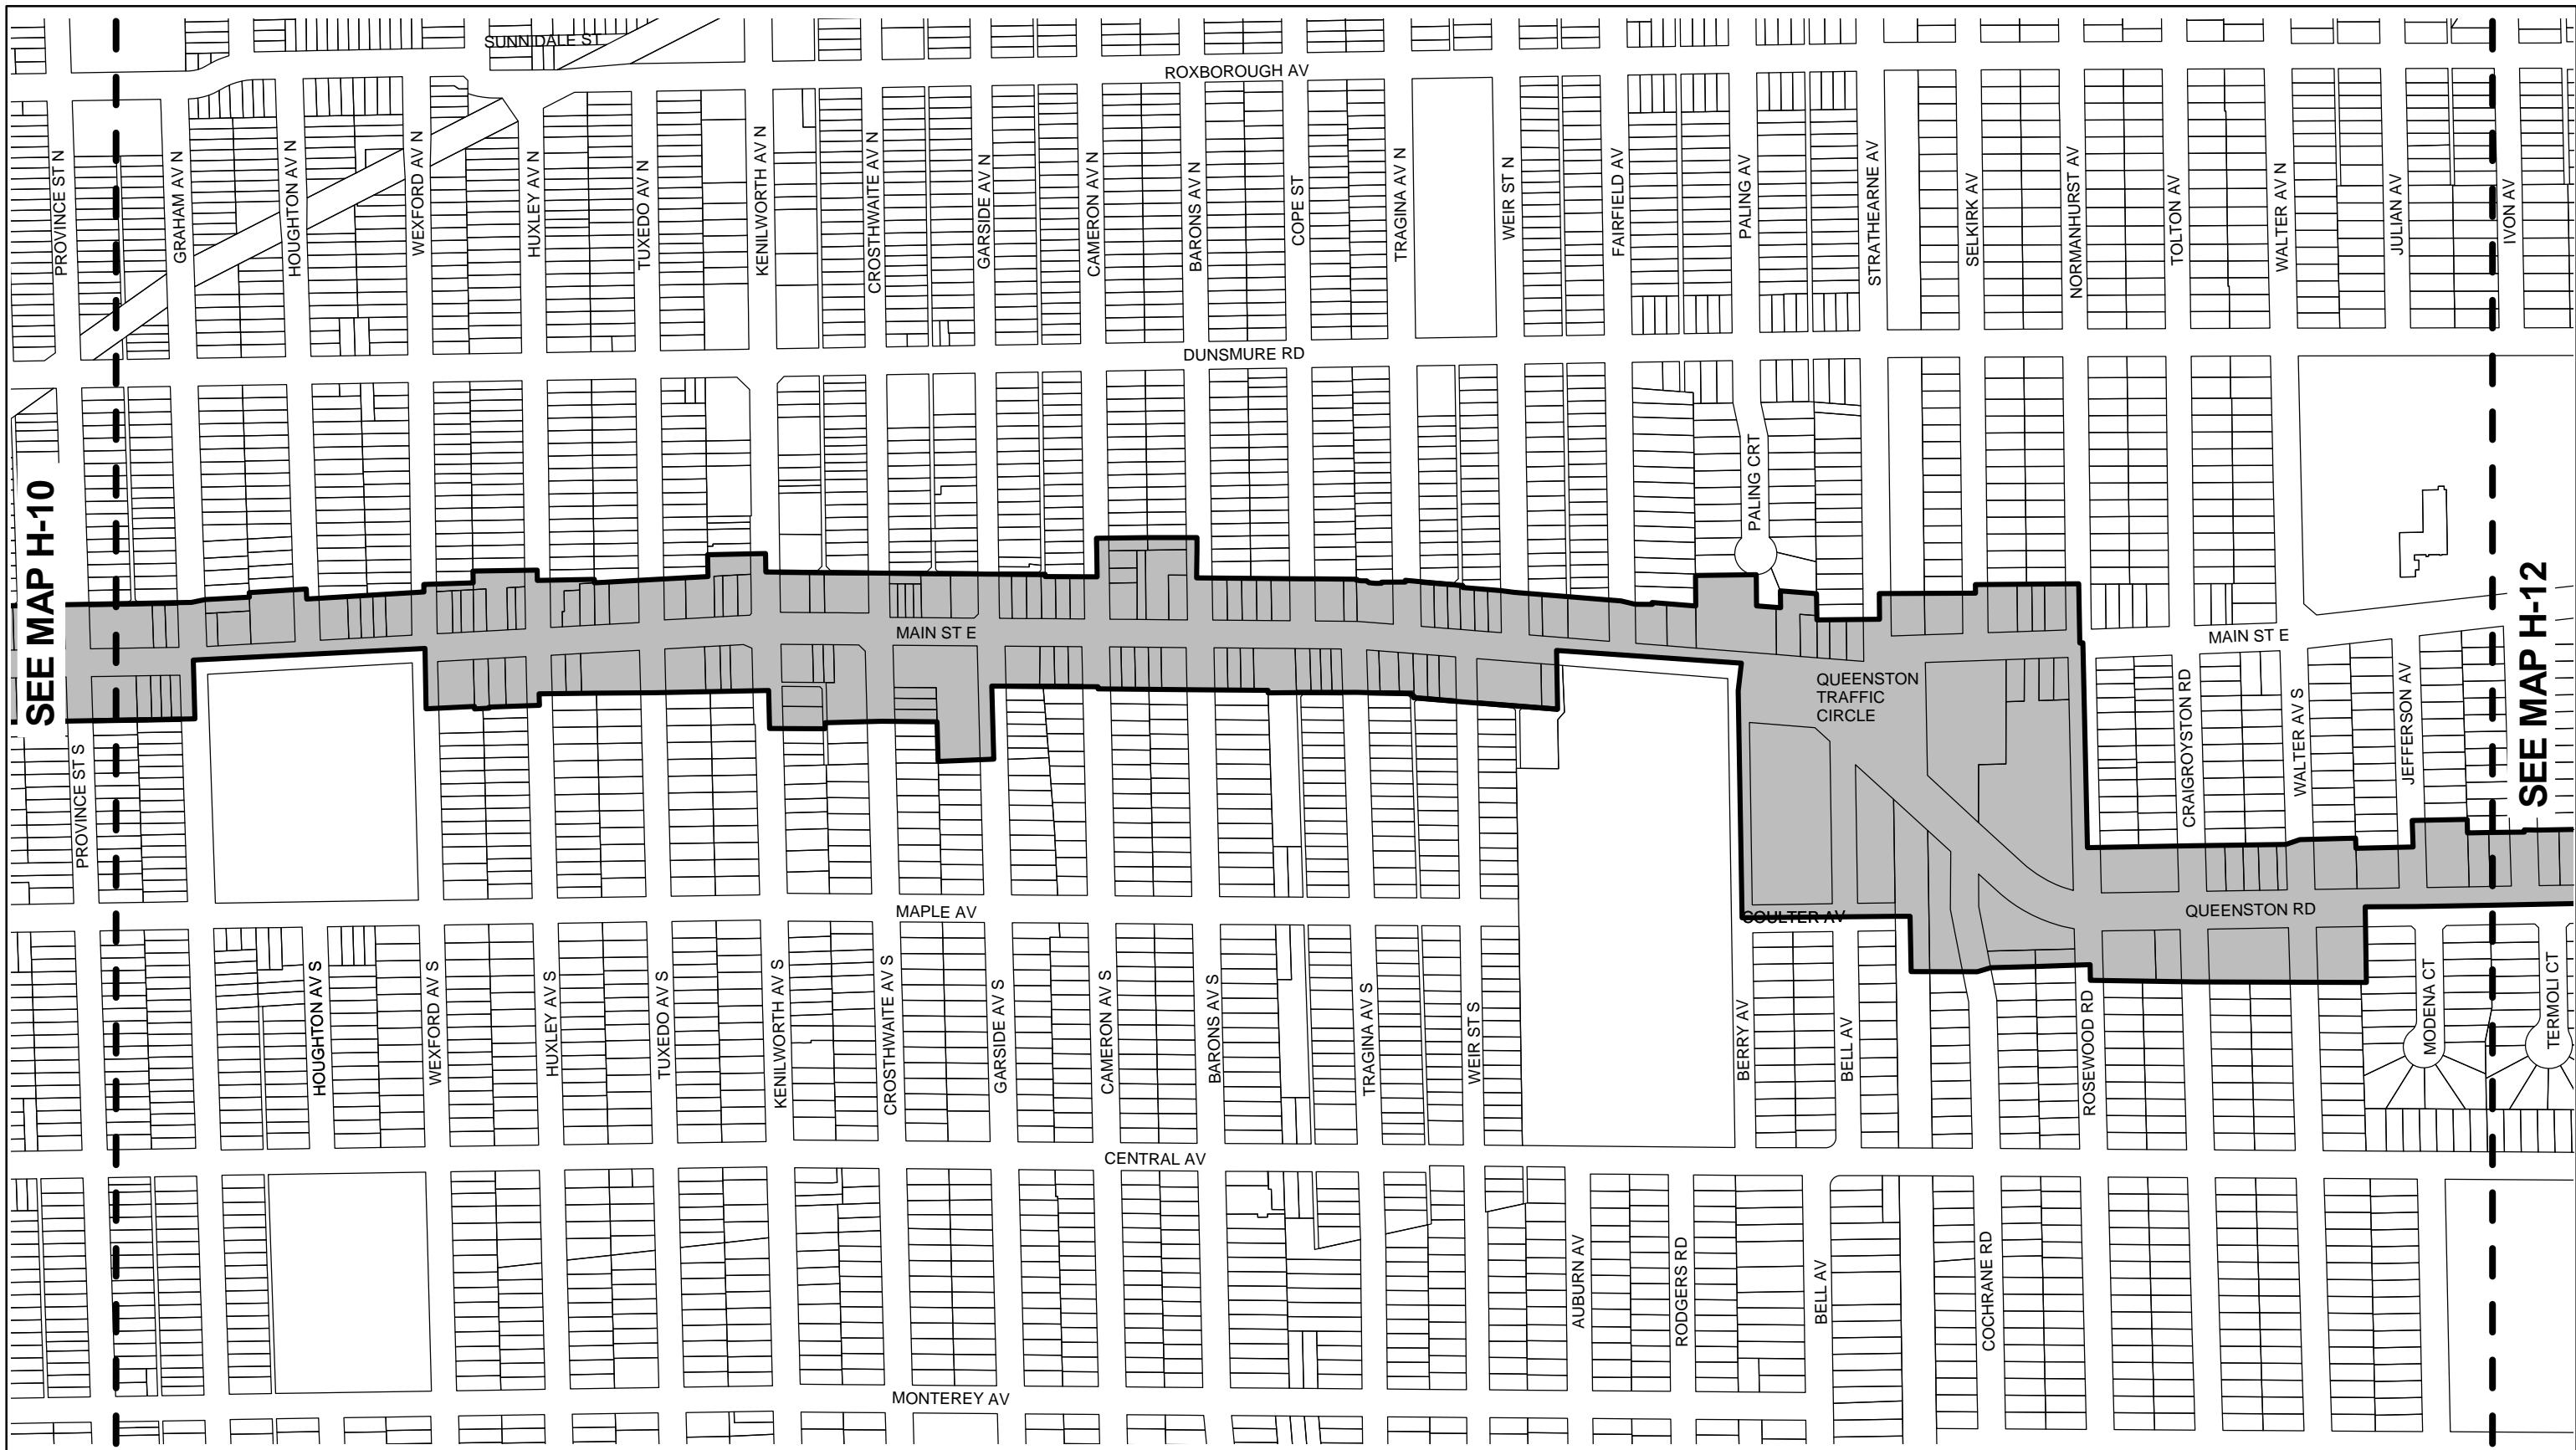 SUNNIDALE ST
ROXBOROUGH AV
PROVINCE ST N
GRAHAM AV N
HOUGHTON AV N
WEXFORD AV N
HUXLEY AV N
TUXEDO AV N
KENILWORTH AV N
CROSTHWAITE AV N
GARSIDE AV N
CAMERON AV N
BARONS AV N
COPE ST
TRAGINA AV N
WEIR ST N
FAIRFIELD AV
PALING AV
STRATHEARNE AV
SELKIRK AV
NORMANHURST AV
TOLTON AV
WALTER AV N
JULIAN AV
IVON AV
DUNSMURE RD
PALING CRT
SEE MAP H-10
MAIN ST E
MAIN ST E
SEE MAP H-12
QUEENSTON
TRAFFIC
CIRCLE
CRAIGROYSTON RD
WALTER AV S
JEFFERSON AV
PROVINCE ST S
MAPLE AV
COULTER AV
QUEENSTON RD
HOUGHTON AV S
WEXFORD AV S
HUXLEY AV S
TUXEDO AV S
KENILWORTH AV S
CROSTHWAITE AV S
GARSIDE AV S
CAMERON AV S
BARONS AV S
TRAGINA AV S
WEIR ST S
BERRY AV
BELL AV
ROSEWOOD RD
MODENA CT
TERMOLI CT
CENTRAL AV
AUBURN AV
RODGERS RD
BELL AV
COCHRANE RD
MONTEREY AV